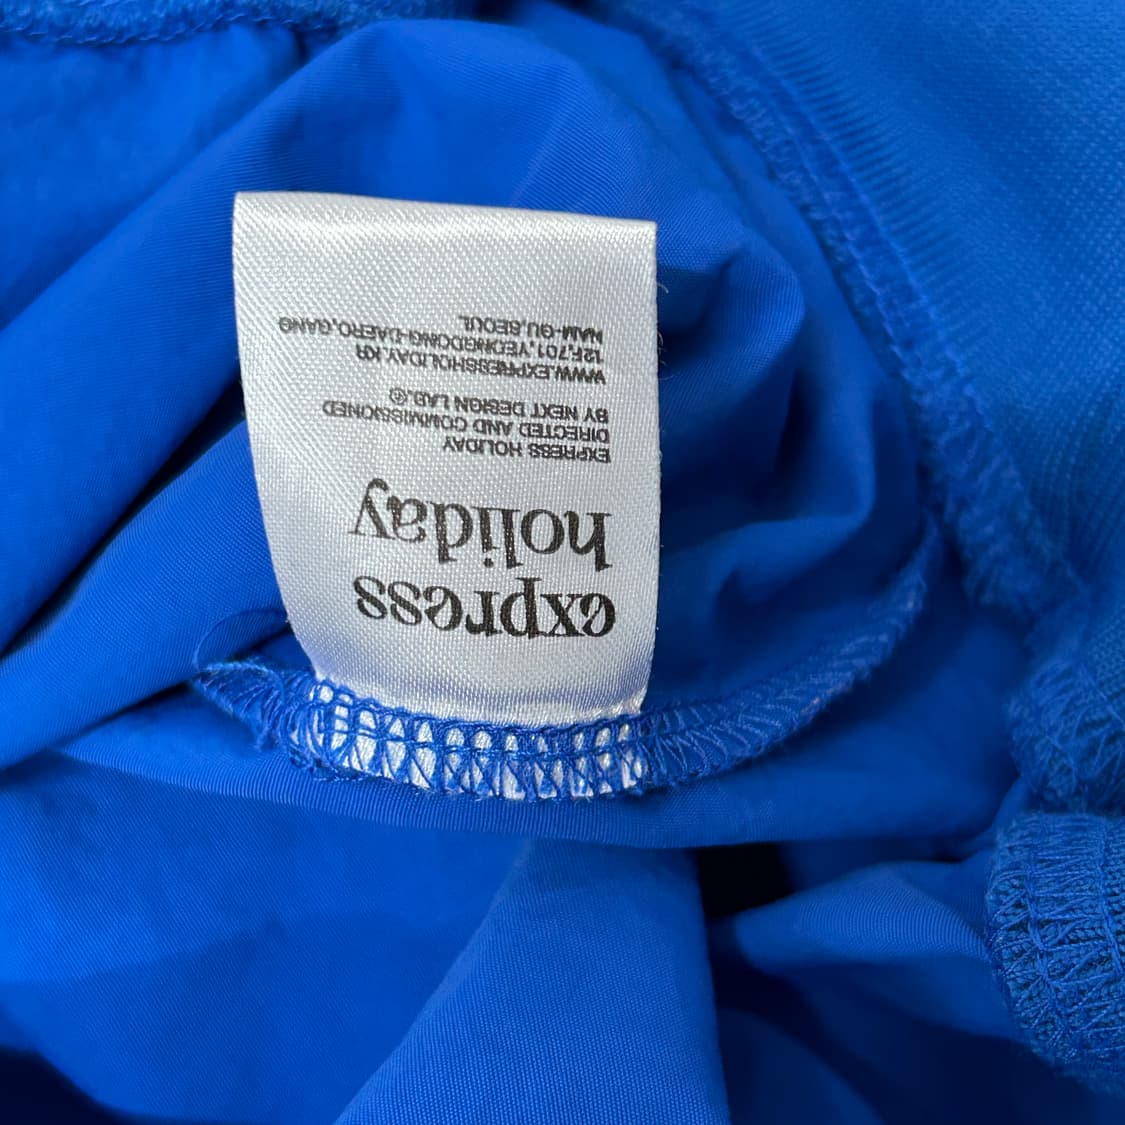 express
holiday
EXPRESS HOLIDAY
DIRECTED AND COMMISSIONED
BY NEXT DESIGN LAB.®
WWW.EXPRESSHOLIDAY.KR
12F,701,YEONGDONG-DAERO,GANG
NAM-GU,SEOUL